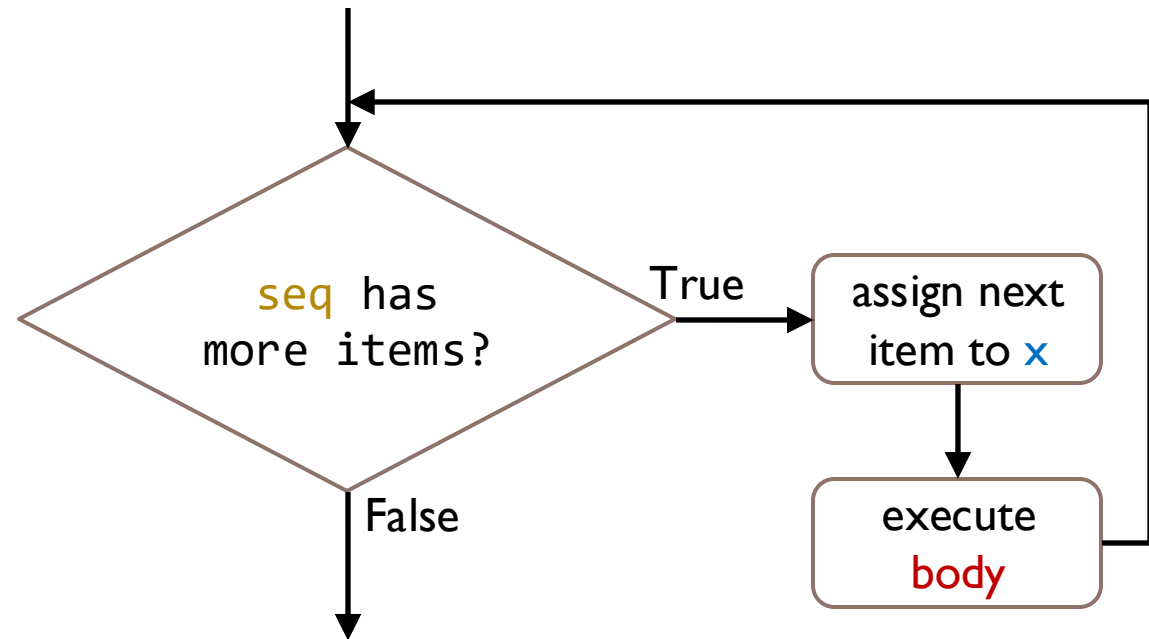 seq has
more items?
True
assign next
item to x
False
execute
body